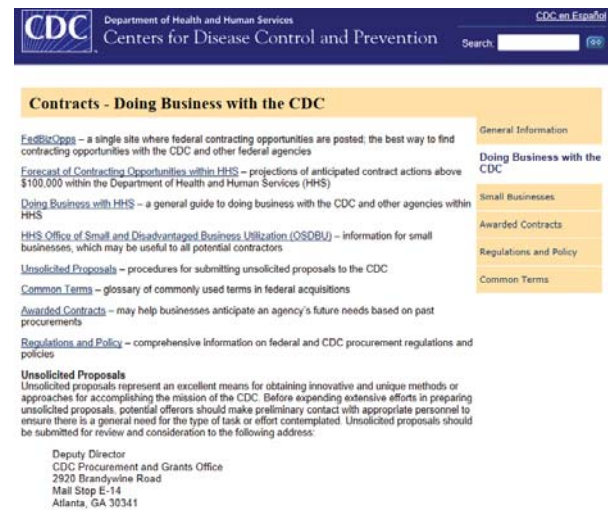 CDC
Department of Health and Human Services
Centers for Disease Control and Prevention
CDC en Español
Search:
GO
Contracts - Doing Business with the CDC
FedBizOpps – a single site where federal contracting opportunities are posted; the best way to find
contracting opportunities with the CDC and other federal agencies
Forecast of Contracting Opportunities within HHS – projections of anticipated contract actions above
$100,000 within the Department of Health and Human Services (HHS)
Doing Business with HHS – a general guide to doing business with the CDC and other agencies within
HHS
HHS Office of Small and Disadvantaged Business Utilization (OSDBU) – information for small
businesses, which may be useful to all potential contractors
Unsolicited Proposals – procedures for submitting unsolicited proposals to the CDC
Common Terms – glossary of commonly used terms in federal acquisitions
Awarded Contracts – may help businesses anticipate an agency's future needs based on past
procurements
Regulations and Policy – comprehensive information on federal and CDC procurement regulations and
policies
Unsolicited Proposals
Unsolicited proposals represent an excellent means for obtaining innovative and unique methods or
approaches for accomplishing the mission of the CDC. Before expending extensive efforts in preparing
unsolicited proposals, potential offerors should make preliminary contact with appropriate personnel to
ensure there is a general need for the type of task or effort contemplated. Unsolicited proposals should
be submitted for review and consideration to the following address:
Deputy Director
CDC Procurement and Grants Office
2920 Brandywine Road
Mail Stop E-14
Atlanta, GA 30341
General Information
Doing Business with the
CDC
Small Businesses
Awarded Contracts
Regulations and Policy
Common Terms